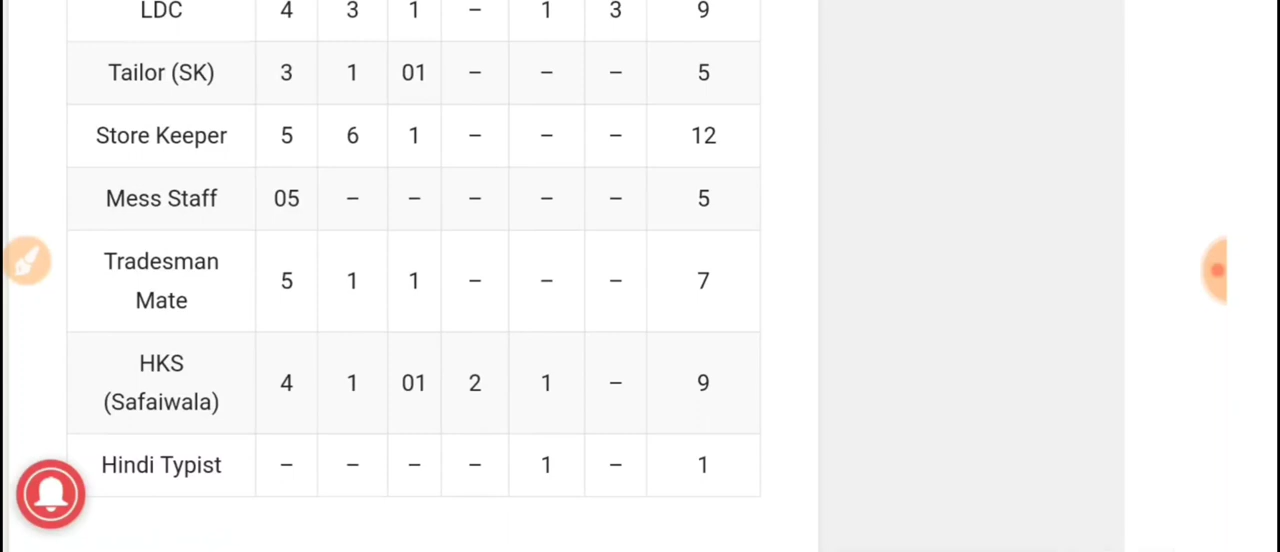 LDC 4 3 1 – 1 3 9
Tailor (SK) 3 1 01 – – – 5
Store Keeper 5 6 1 – – – 12
Mess Staff 05 – – – – – 5
Tradesman
Mate 5 1 1 – – – 7
HKS
(Safaiwala) 4 1 01 2 1 – 9
Hindi Typist – – – – 1 – 1